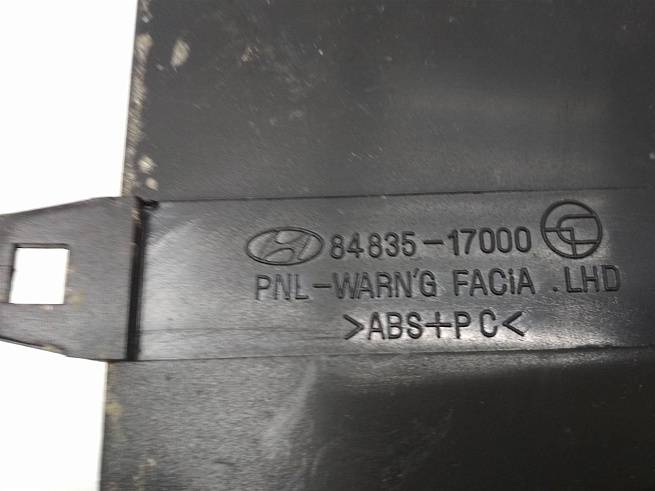 84835-17000
PNL-WARN'G FACiA .LHD
>ABS+PC<